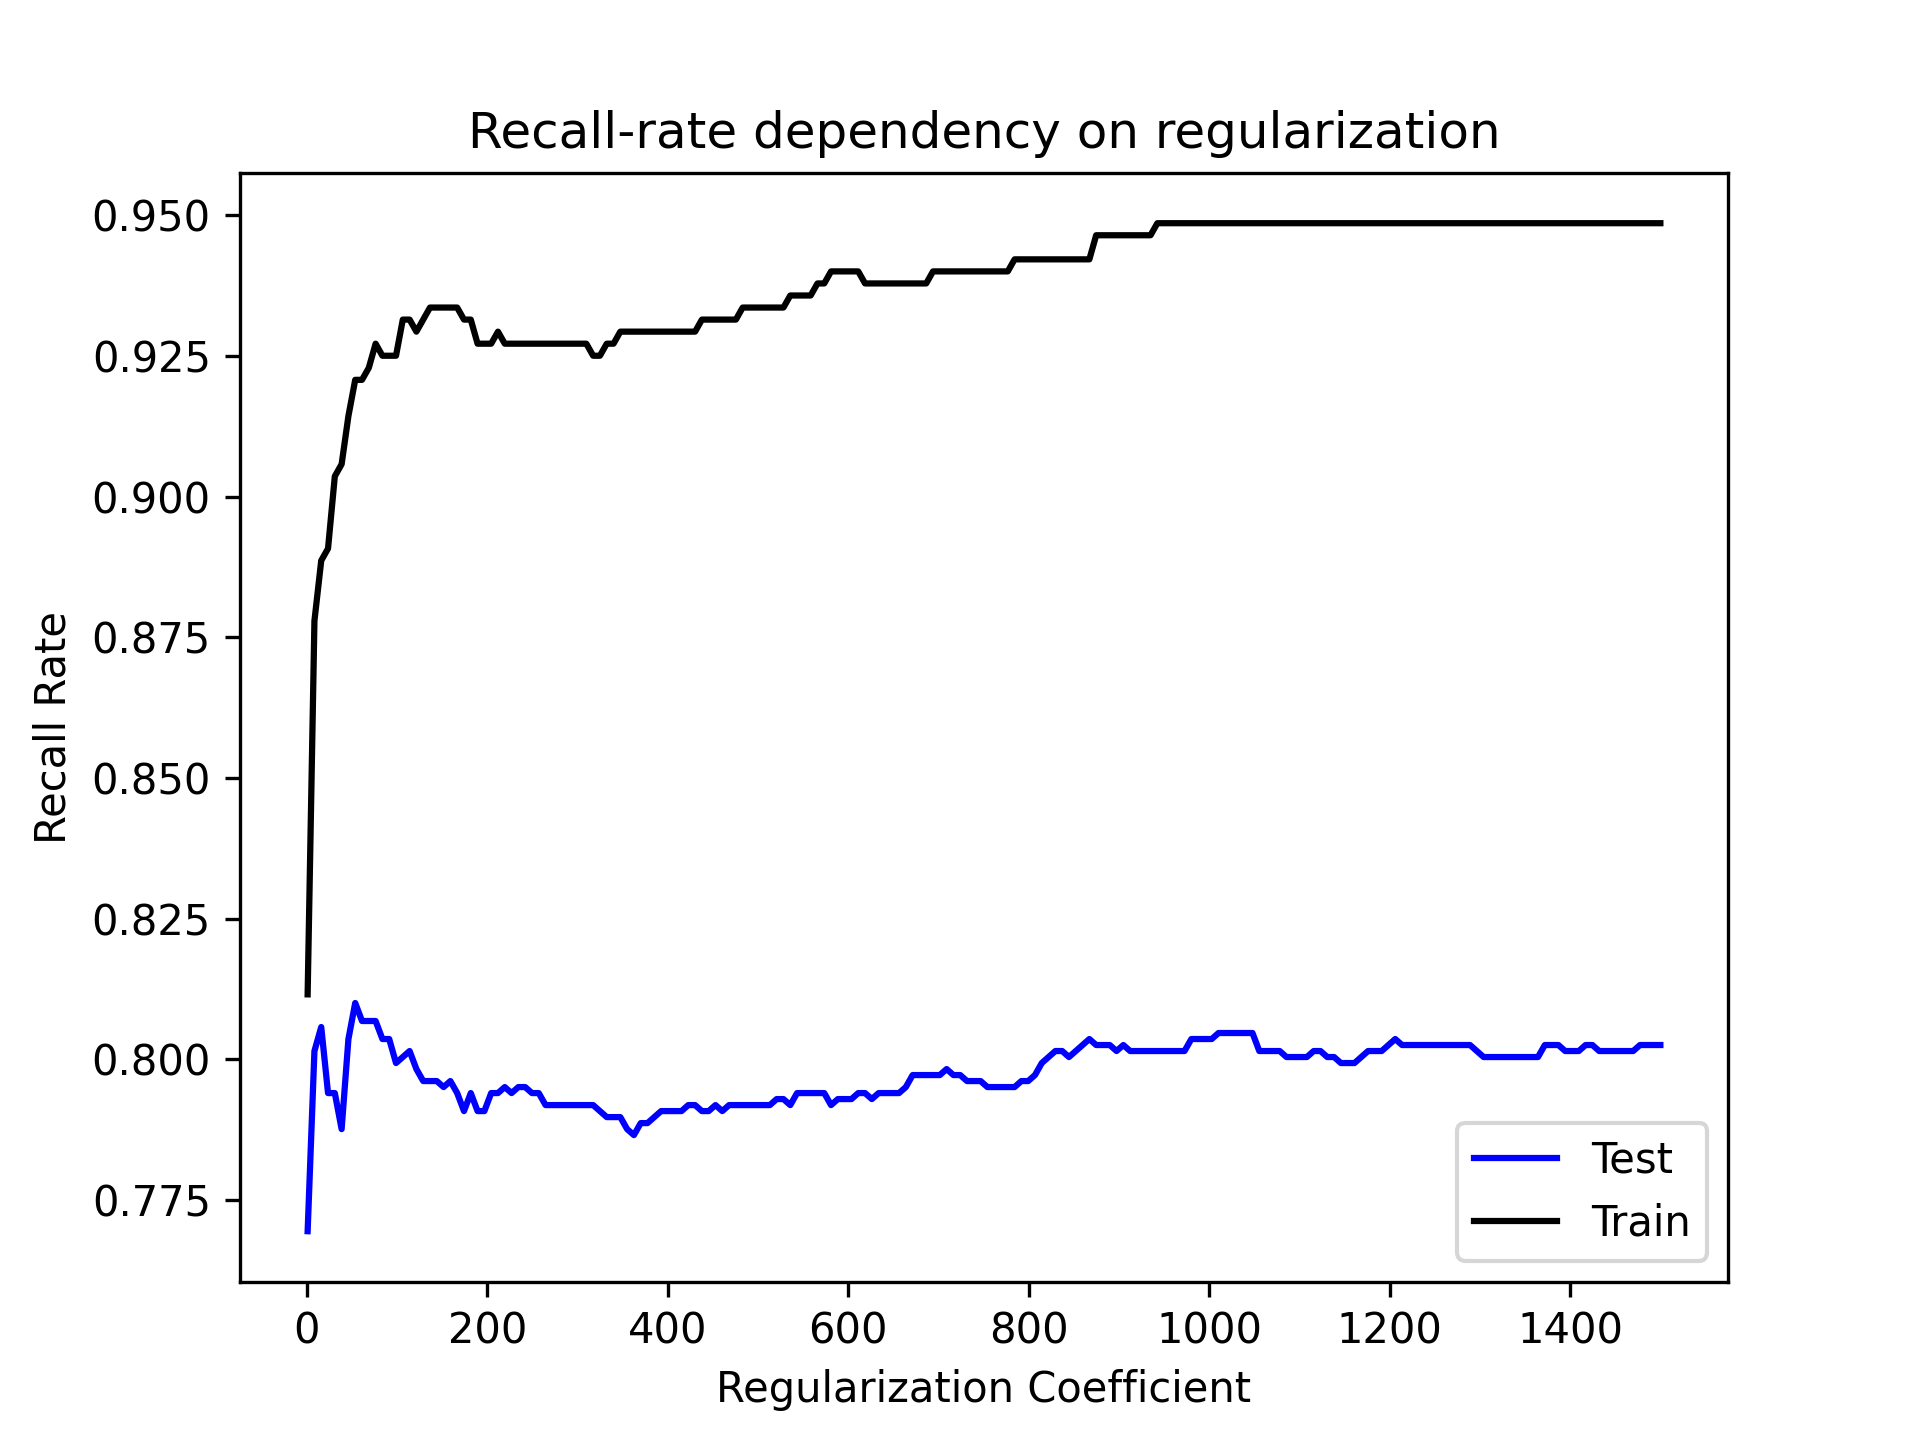 Recall-rate dependency on regularization
0.950
0.925
0.900
0.875
0.850
0.825
0.800
0.775
Recall Rate
Test
Train
0 200 400 600 800 1000 1200 1400
Regularization Coefficient